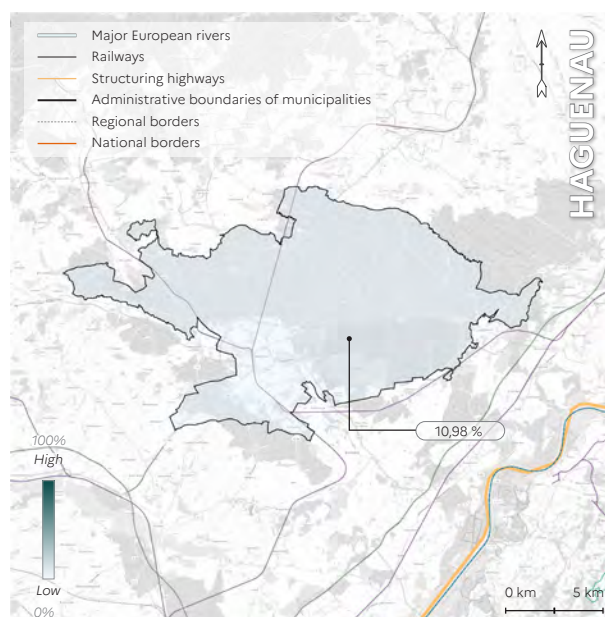 Major European rivers
Railways
Structuring highways
Administrative boundaries of municipalities
Regional borders
National borders
HAGUENAU
10,98 %
100%
High
Low
0%
0 km
5 km